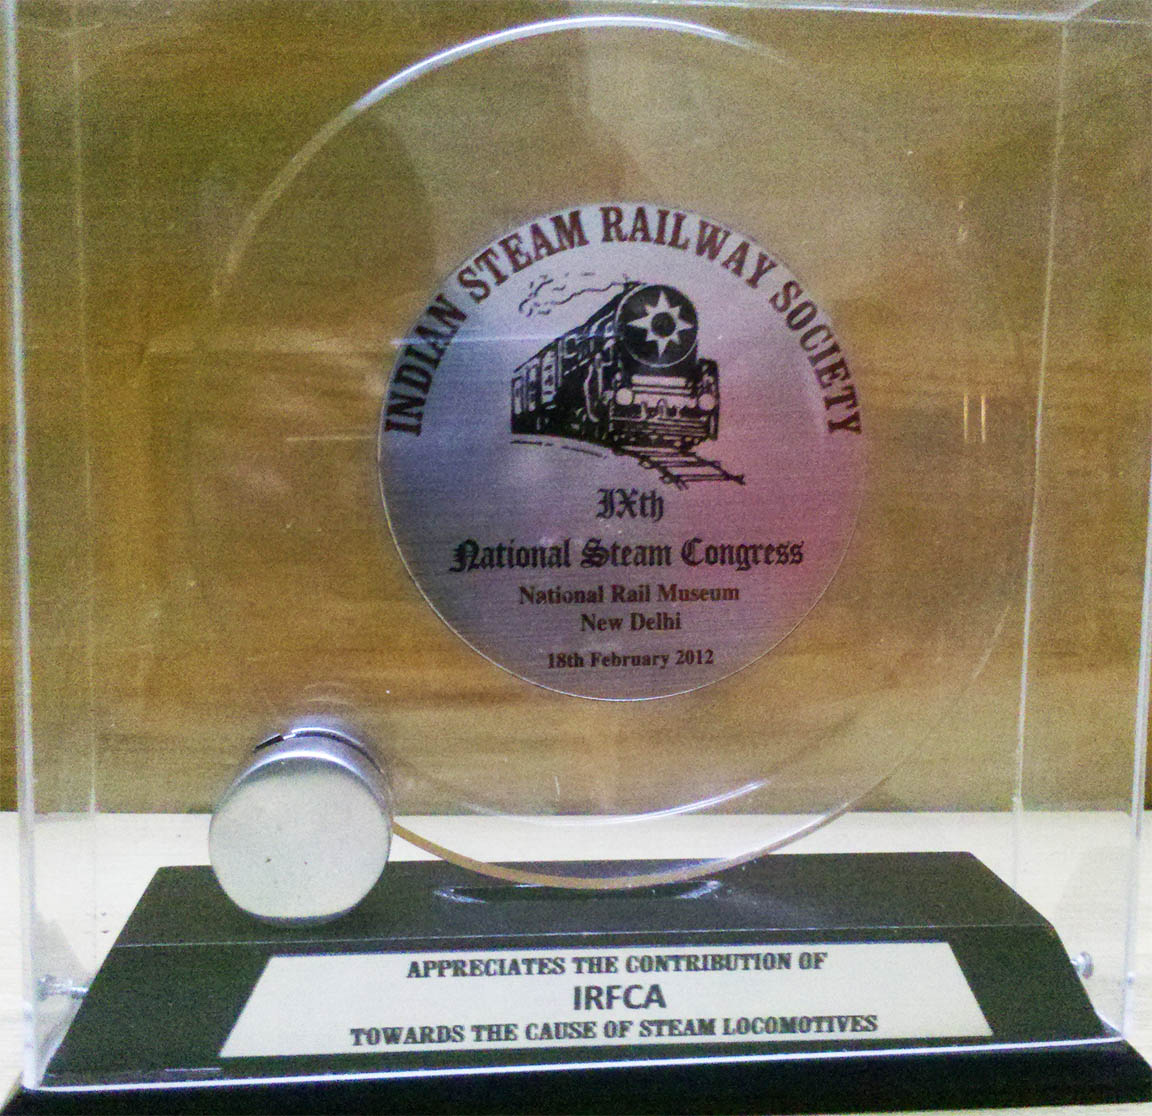 INDIAN STEAM RAILWAY SOCIETY
IXth
National Steam Congress
National Rail Museum
New Delhi
18th February 2012
APPRECIATES THE CONTRIBUTION OF
IRFCA
TOWARDS THE CAUSE OF STEAM LOCOMOTIVES